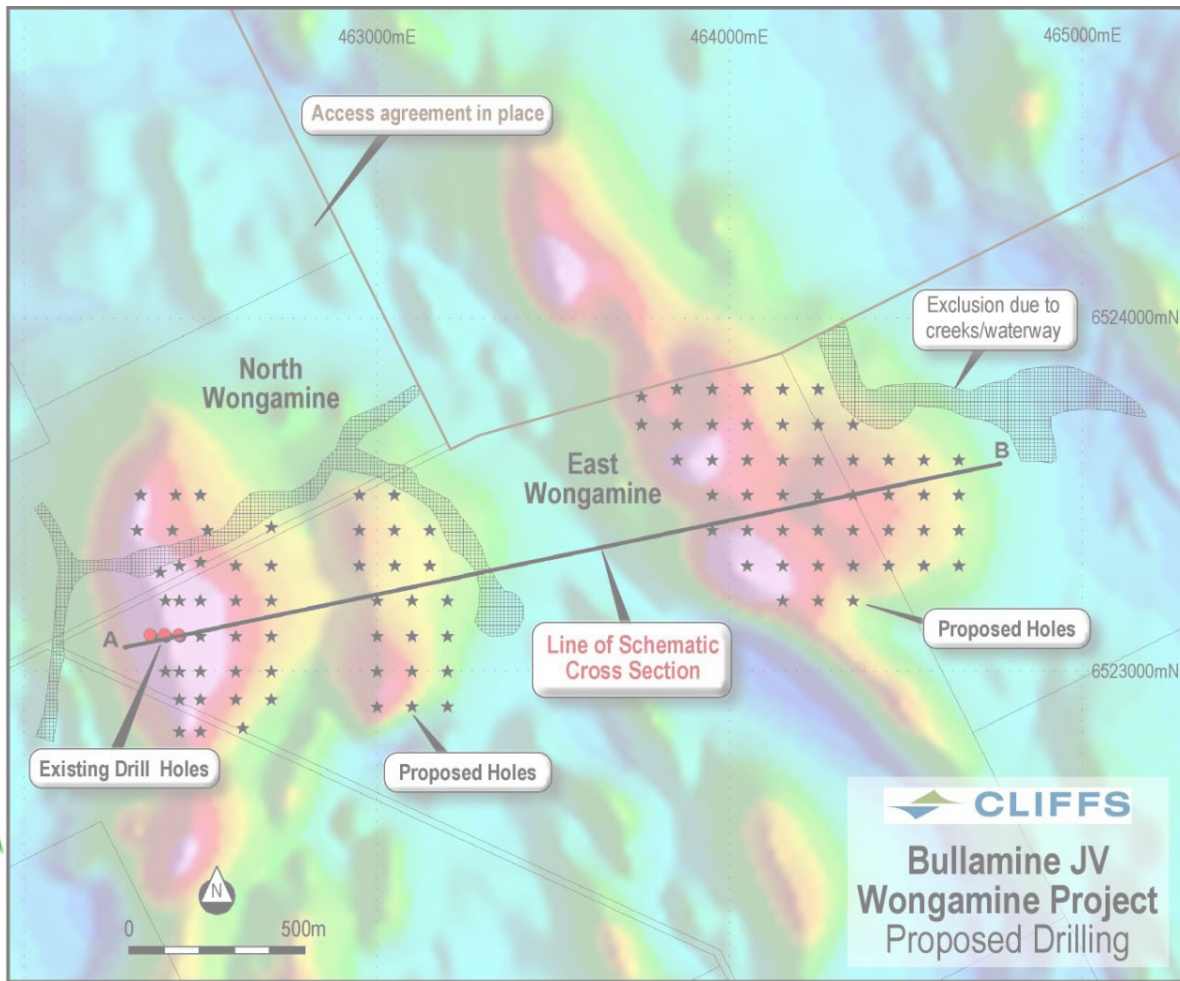 463000mE
464000mE
465000mE
Access agreement in place
Exclusion due to
creeks/waterway
6524000mN
North
Wongamine
East
Wongamine
B
A
Proposed Holes
Line of Schematic
Cross Section
6523000mN
Existing Drill Holes
Proposed Holes
N
0
500m
CLIFFS
Bullamine JV
Wongamine Project
Proposed Drilling